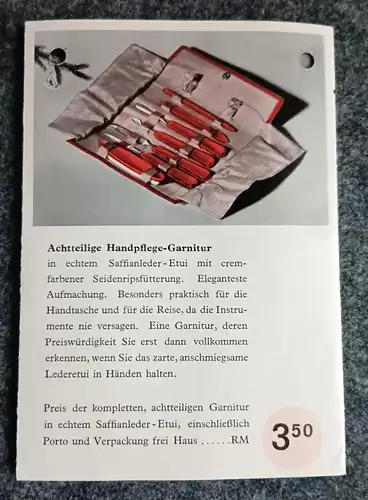 Achtteilige Handpflege-Garnitur
in echtem Saffianleder-Etui mit crem-
farbener Seidenripsfütterung. Eleganteste
Aufmachung. Besonders praktisch für die
Handtasche und für die Reise, da die Instru-
mente nie versagen. Eine Garnitur, deren
Preiswürdigkeit Sie erst dann vollkommen
erkennen, wenn Sie das zarte, anschmiegsame
Lederetui in Händen halten.
Preis der kompletten, achtteiligen Garnitur
in echtem Saffianleder-Etui, einschließlich
Porto und Verpackung frei Haus ......RM 3⁵⁰